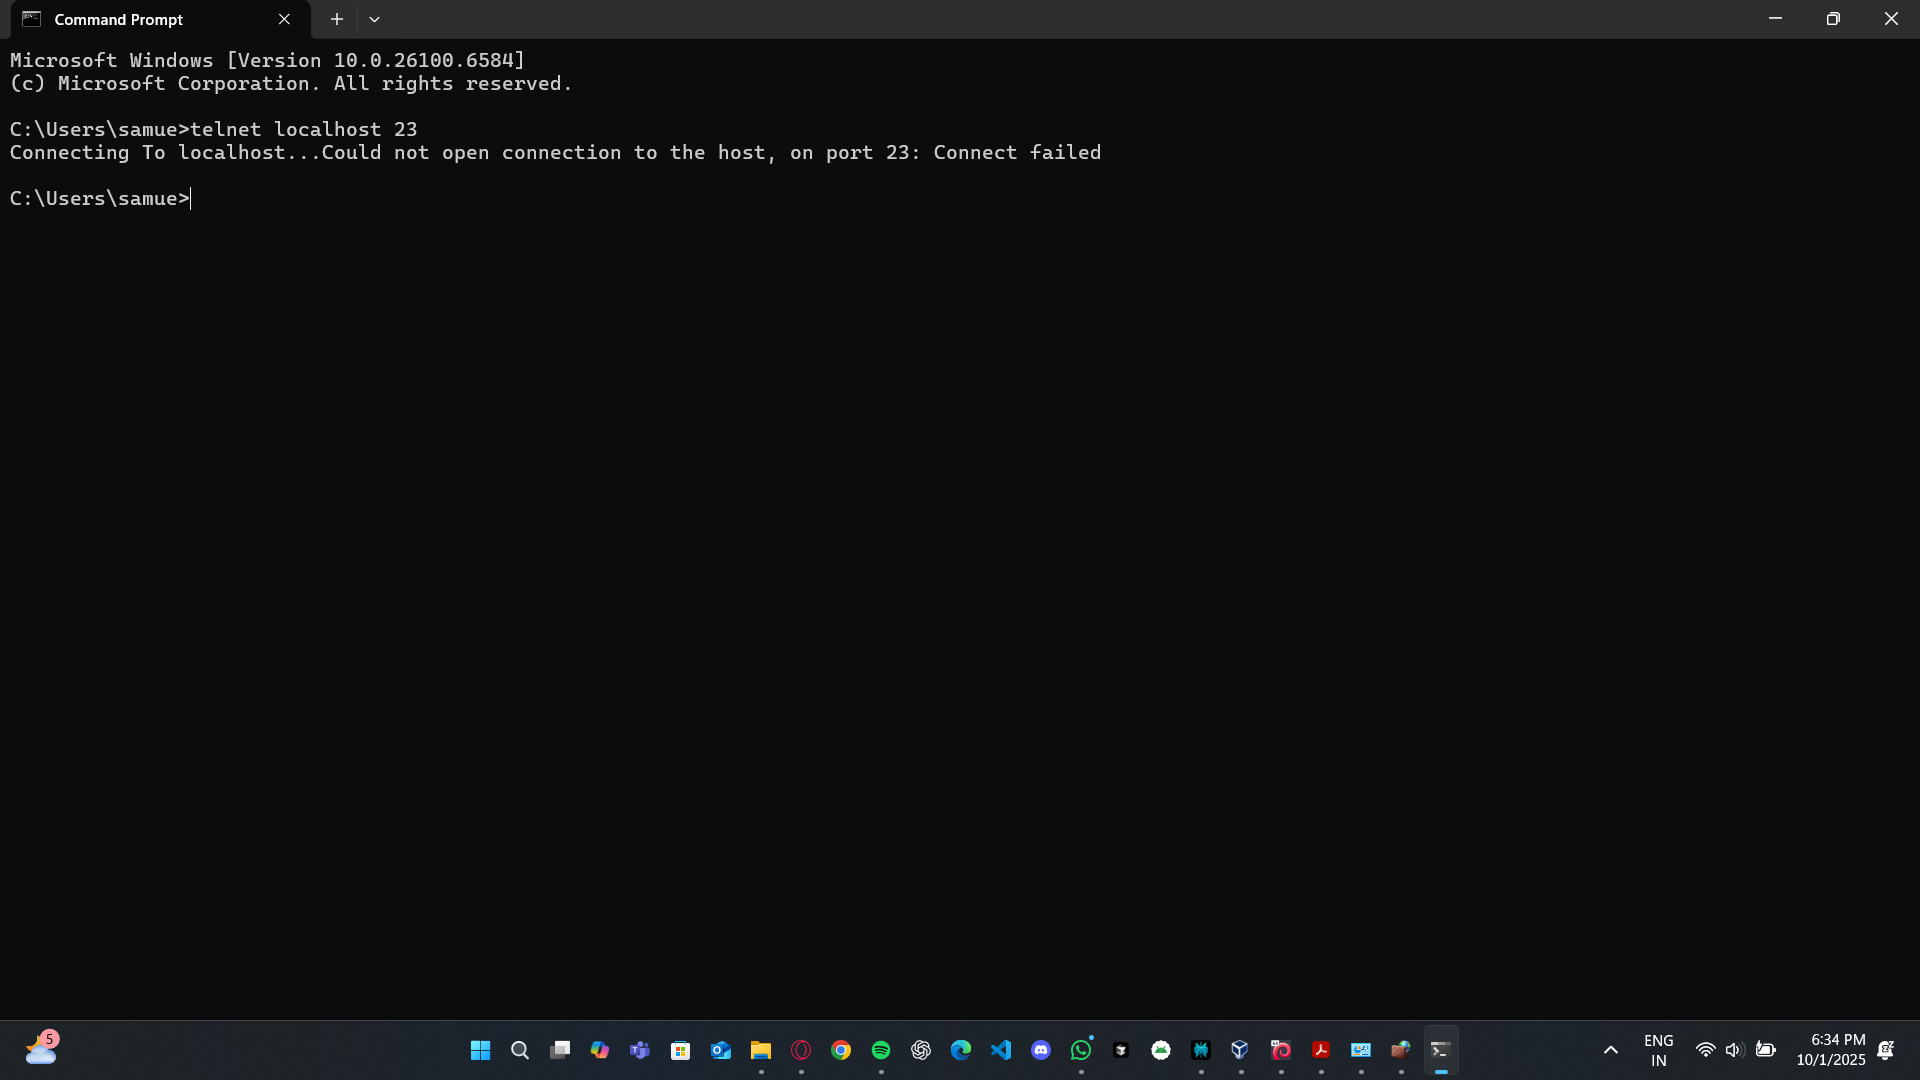 Command Prompt
Microsoft Windows [Version 10.0.26100.6584]
(c) Microsoft Corporation. All rights reserved.
C:\Users\samue>telnet localhost 23
Connecting To localhost...Could not open connection to the host, on port 23: Connect failed
C:\Users\samue>
5
ENG
IN
6:34 PM
10/1/2025